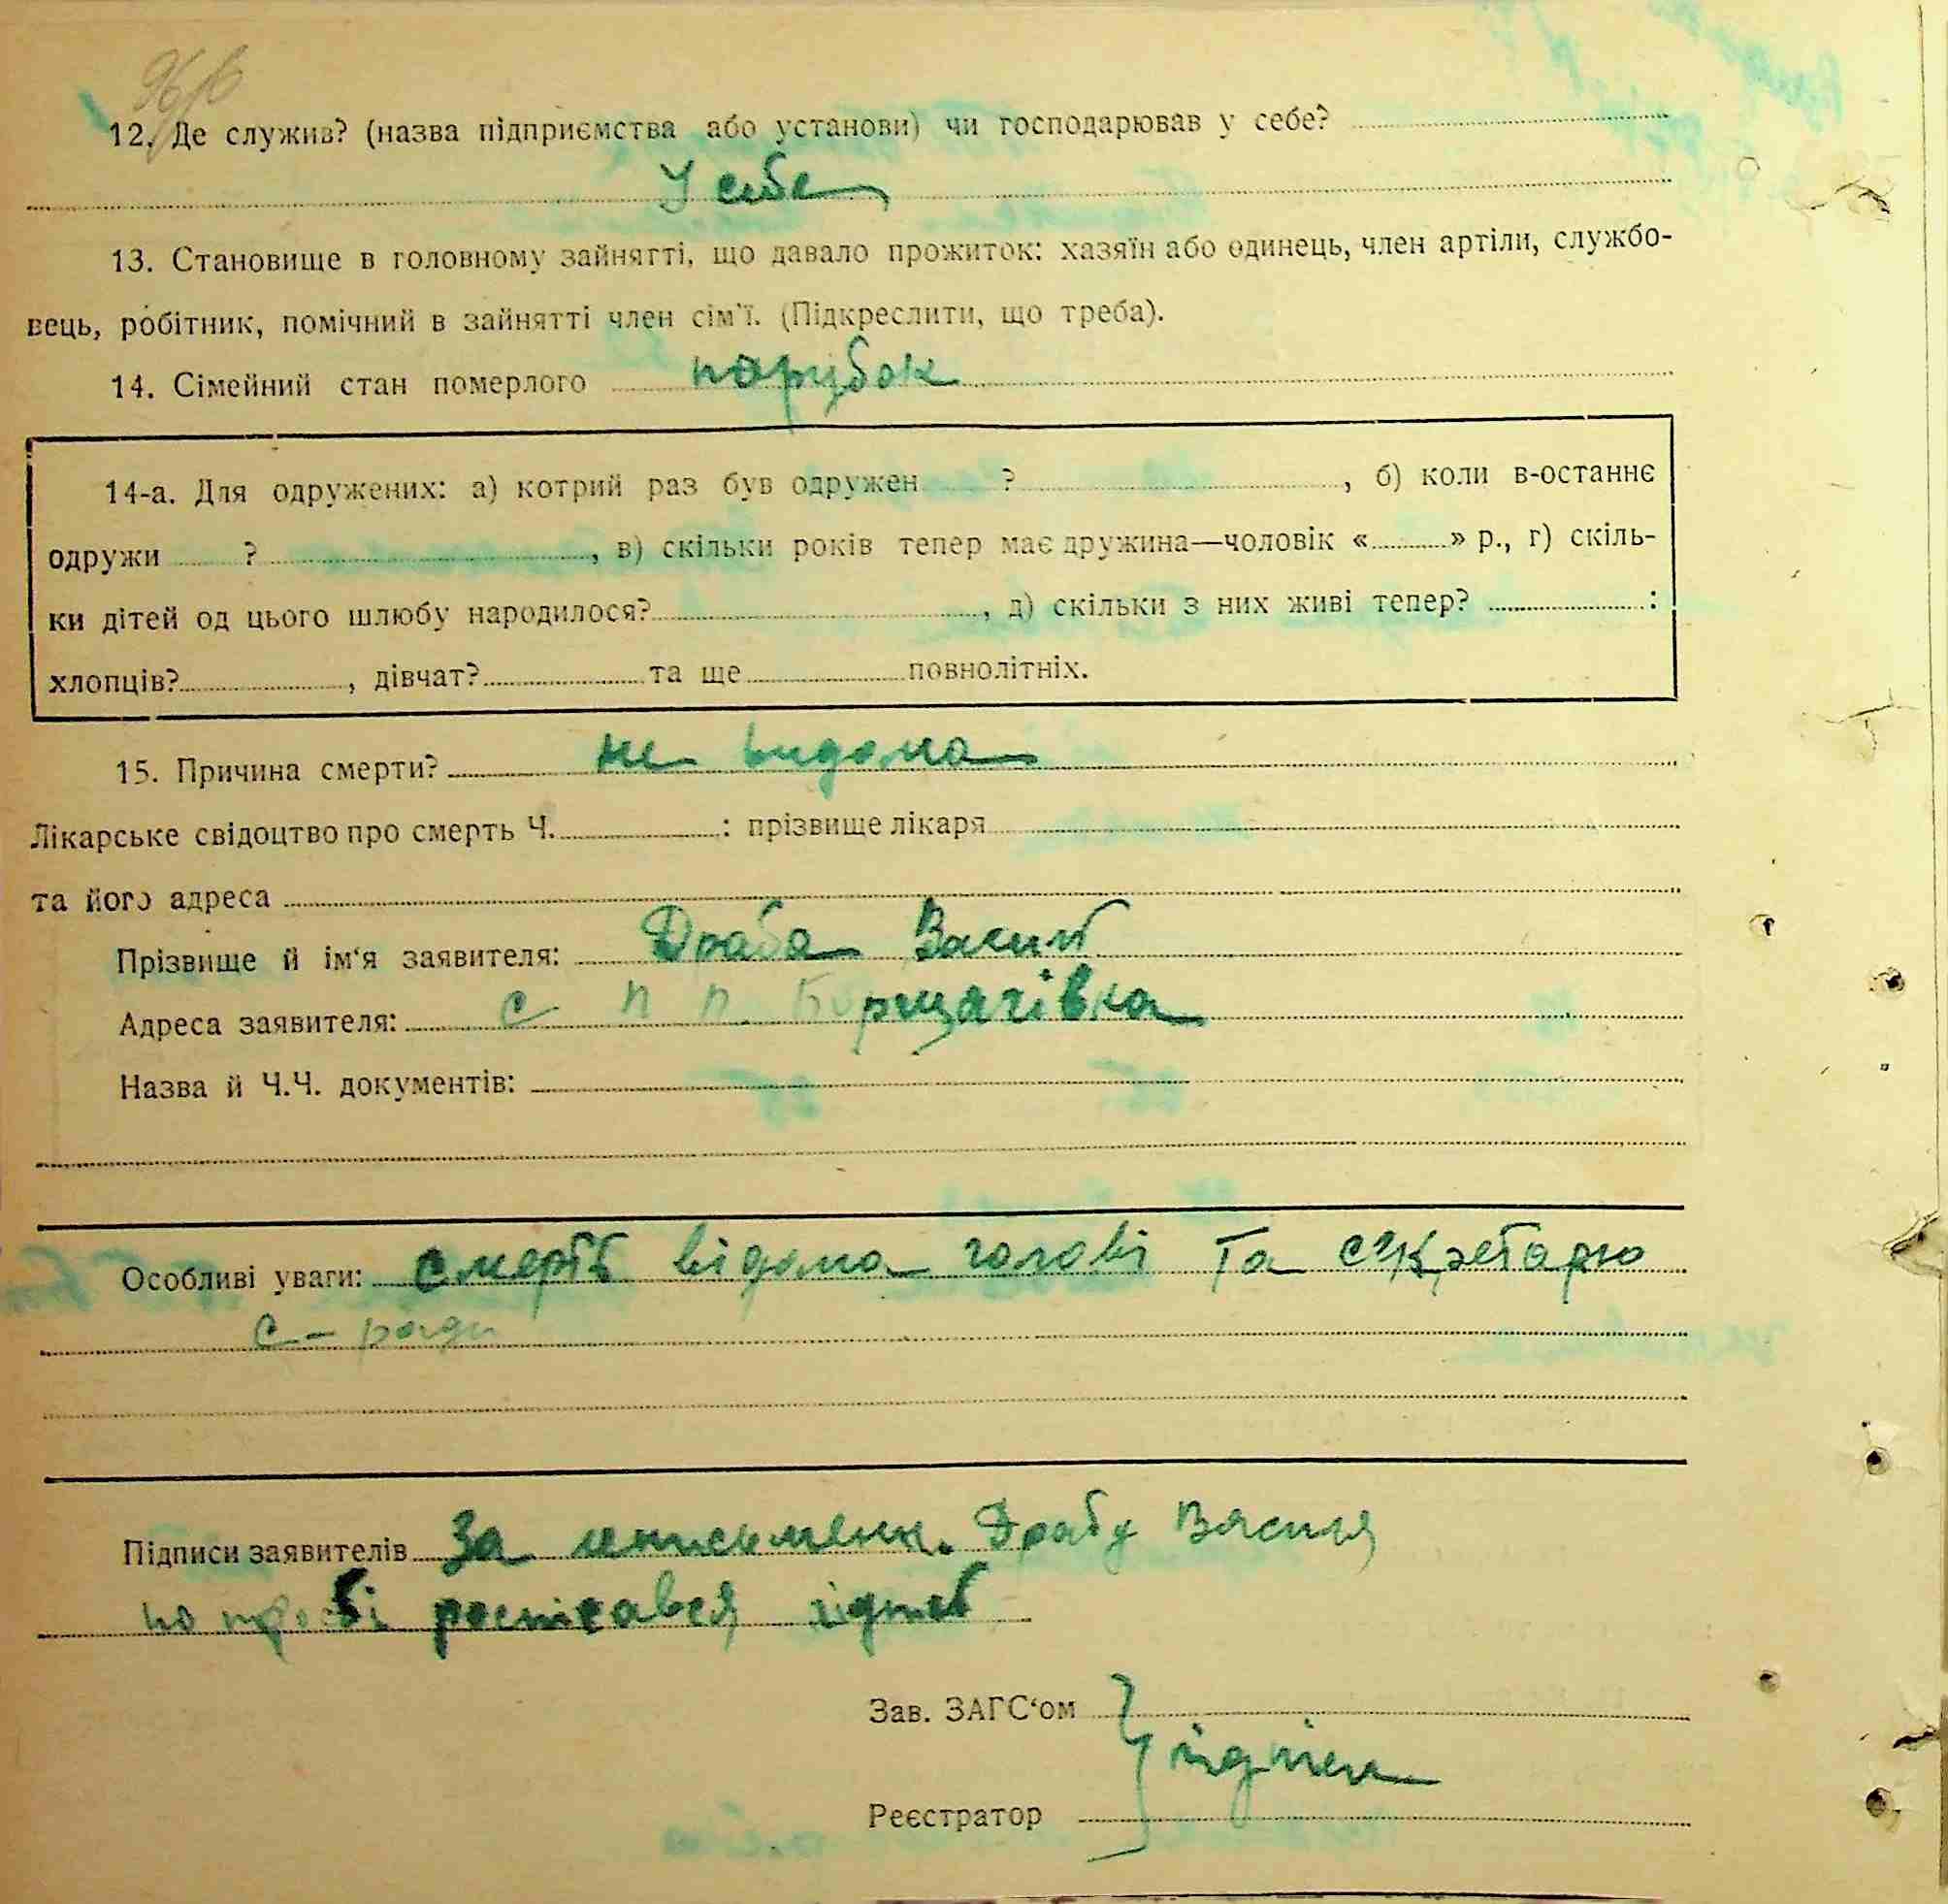 12. Де служив? (назва підприємства або установи) чи господарював у себе?
У себе
13. Становище в головному зайнятті, що давало прожиток: хазяїн або одинець, член артіли, службо-
вець, робітник, помічний в зайнятті член сім'ї. (Підкреслити, що треба).
14. Сімейний стан померлого парубок
14-а. Для одружених: а) котрий раз був одружен ? , б) коли в-останнє
одружи ? , в) скільки років тепер має дружина—чоловік « » р., г) скіль-
ки дітей од цього шлюбу народилося? , д) скільки з них живі тепер? :
хлопців? , дівчат? та ще повнолітніх.
15. Причина смерти? не видома
Лікарське свідоцтво про смерть Ч. : прізвище лікаря
та його адреса
Прізвище й ім'я заявителя: Драба Василь
Адреса заявителя: с П П. Борщагівка
Назва й Ч.Ч. документів:
Особливі уваги: Смерть відома голові та секретарю
с-ради
Підписи заявителів За неписьменн. Драбу Василя
по просьбі росписався
Зав. ЗАГС'ом
підпіси
Реєстратор